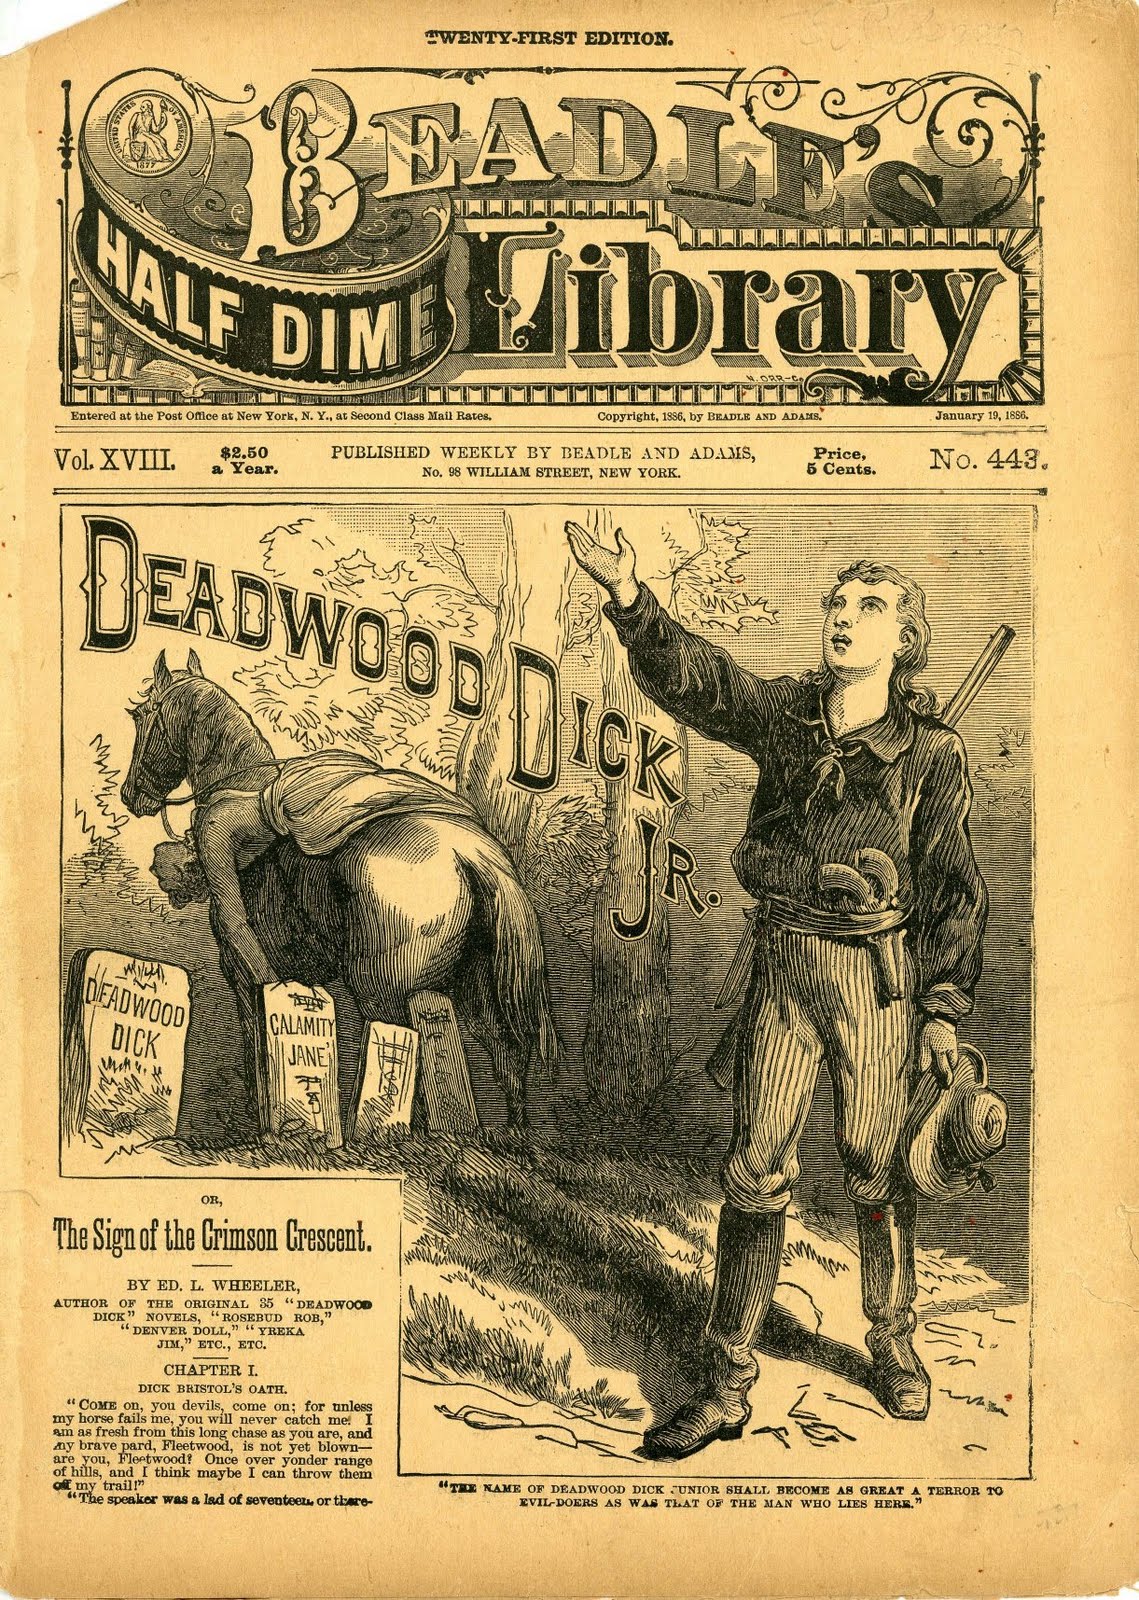 TWENTY-FIRST EDITION.
UNITED STATES OF AMERICA
1877
BEADLE'S
HALF DIME
Library
N. ORR-Co
Entered at the Post Office at New York, N. Y., at Second Class Mail Rates. Copyright, 1886, by BEADLE AND ADAMS. January 19, 1886.
Vol. XVIII. $2.50 a Year. PUBLISHED WEEKLY BY BEADLE AND ADAMS, No. 98 WILLIAM STREET, NEW YORK. Price, 5 Cents. No. 443.
DEADWOOD
DICK
JR.
DEADWOOD
DICK
CALAMITY
JANE
OR,
The Sign of the Crimson Crescent.
BY ED. L. WHEELER,
AUTHOR OF THE ORIGINAL 35 "DEADWOOD
DICK" NOVELS, "ROSEBUD ROB,"
"DENVER DOLL," "YREKA
JIM," ETC., ETC.
CHAPTER I.
DICK BRISTOL'S OATH.
"COME on, you devils, come on; for unless
my horse fails me, you will never catch me! I
am as fresh from this long chase as you are, and
my brave pard, Fleetwood, is not yet blown—
are you, Fleetwood? Once over yonder range
of hills, and I think maybe I can throw them
off my trail!"
"The speaker was a lad of seventeen, or there-
"THE NAME OF DEADWOOD DICK JUNIOR SHALL BECOME AS GREAT A TERROR TO
EVIL-DOERS AS WAS THAT OF THE MAN WHO LIES HERE."